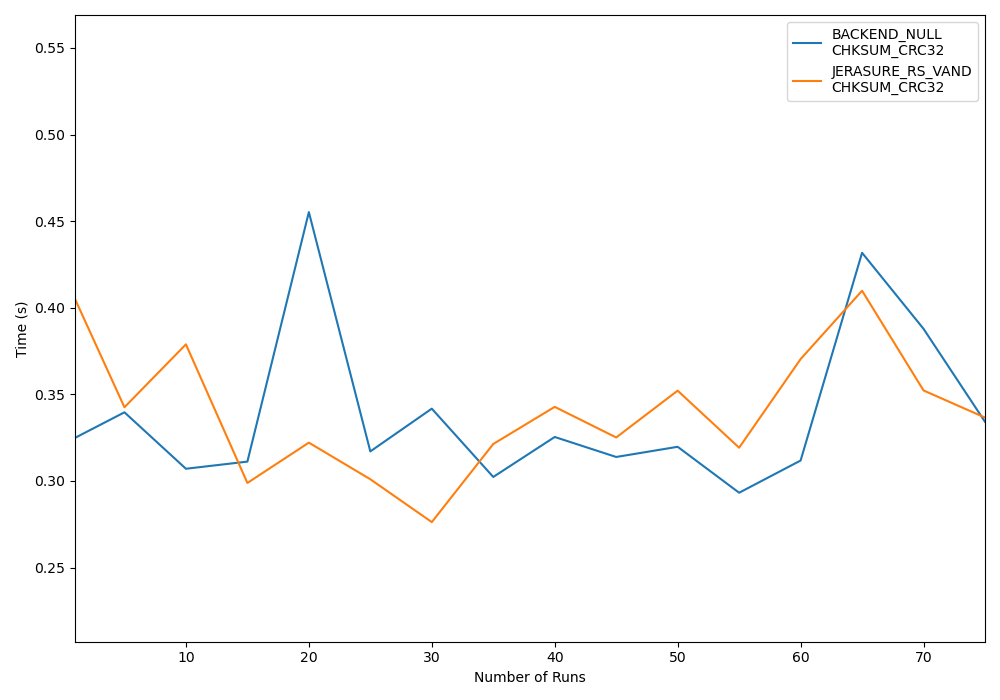 BACKEND_NULL
CHKSUM_CRC32
JERASURE_RS_VAND
CHKSUM_CRC32
0.55
0.50
0.45
0.40
0.35
0.30
0.25
Time (s)
10 20 30 40 50 60 70
Number of Runs